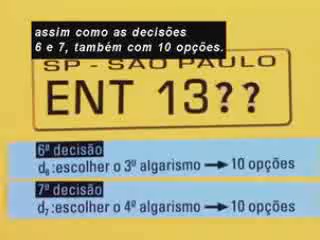 assim como as decisões
6 e 7, também com 10 opções.
SP - SÃO PAULO
ENT 13??
6ª decisão
d₆:escolher o 3º algarismo → 10 opções
7ª decisão
d₇:escolher o 4º algarismo → 10 opções